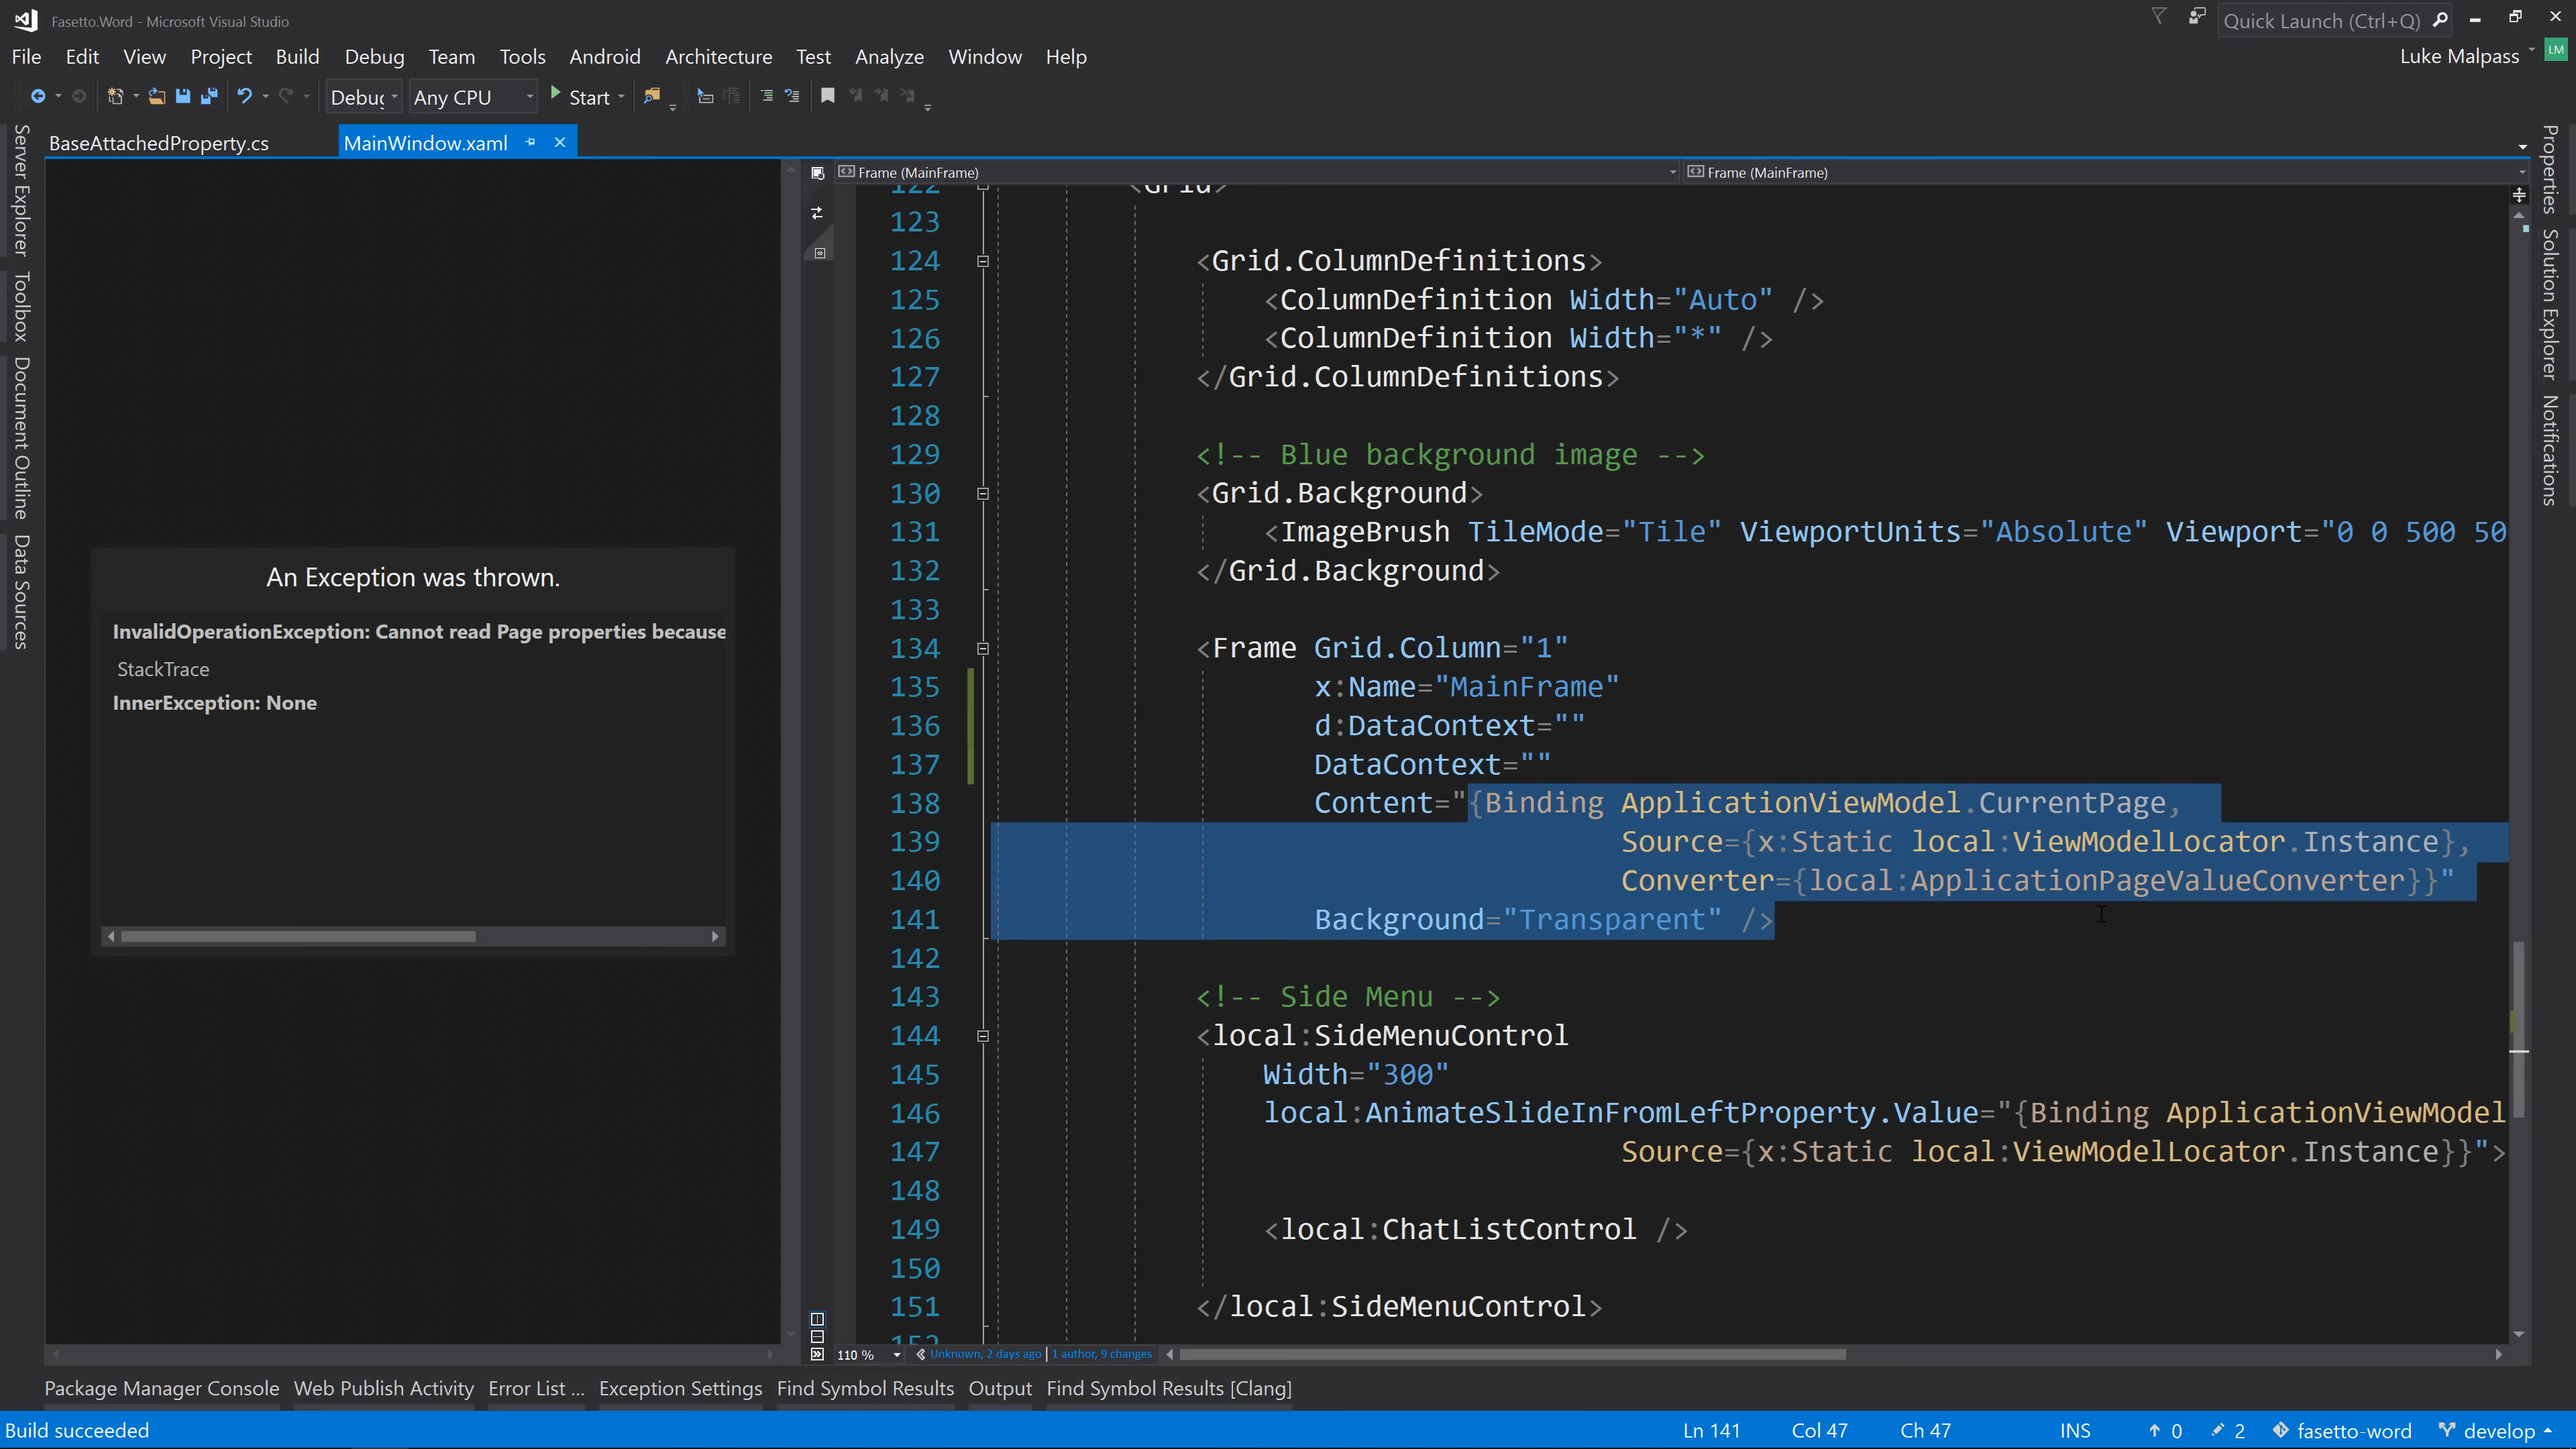 Fasetto.Word - Microsoft Visual Studio
Quick Launch (Ctrl+Q)
File Edit View Project Build Debug Team Tools Android Architecture Test Analyze Window Help
Luke Malpass
LM
Debug Any CPU Start
BaseAttachedProperty.cs MainWindow.xaml
Server Explorer
Toolbox
Document Outline
Data Sources
Properties
Solution Explorer
Notifications
Frame (MainFrame) Frame (MainFrame)
An Exception was thrown.
InvalidOperationException: Cannot read Page properties because
StackTrace
InnerException: None
122 <Grid>
123
124 <Grid.ColumnDefinitions>
125 <ColumnDefinition Width="Auto" />
126 <ColumnDefinition Width="*" />
127 </Grid.ColumnDefinitions>
128
129 <!-- Blue background image -->
130 <Grid.Background>
131 <ImageBrush TileMode="Tile" ViewportUnits="Absolute" Viewport="0 0 500 50
132 </Grid.Background>
133
134 <Frame Grid.Column="1"
135 x:Name="MainFrame"
136 d:DataContext=""
137 DataContext=""
138 Content="{Binding ApplicationViewModel.CurrentPage,
139 Source={x:Static local:ViewModelLocator.Instance},
140 Converter={local:ApplicationPageValueConverter}}"
141 Background="Transparent" />
142
143 <!-- Side Menu -->
144 <local:SideMenuControl
145 Width="300"
146 local:AnimateSlideInFromLeftProperty.Value="{Binding ApplicationViewModel
147 Source={x:Static local:ViewModelLocator.Instance}}">
148
149 <local:ChatListControl />
150
151 </local:SideMenuControl>
152
110 % Unknown, 2 days ago | 1 author, 9 changes
Package Manager Console Web Publish Activity Error List ... Exception Settings Find Symbol Results Output Find Symbol Results [Clang]
Build succeeded Ln 141 Col 47 Ch 47 INS 0 2 fasetto-word develop